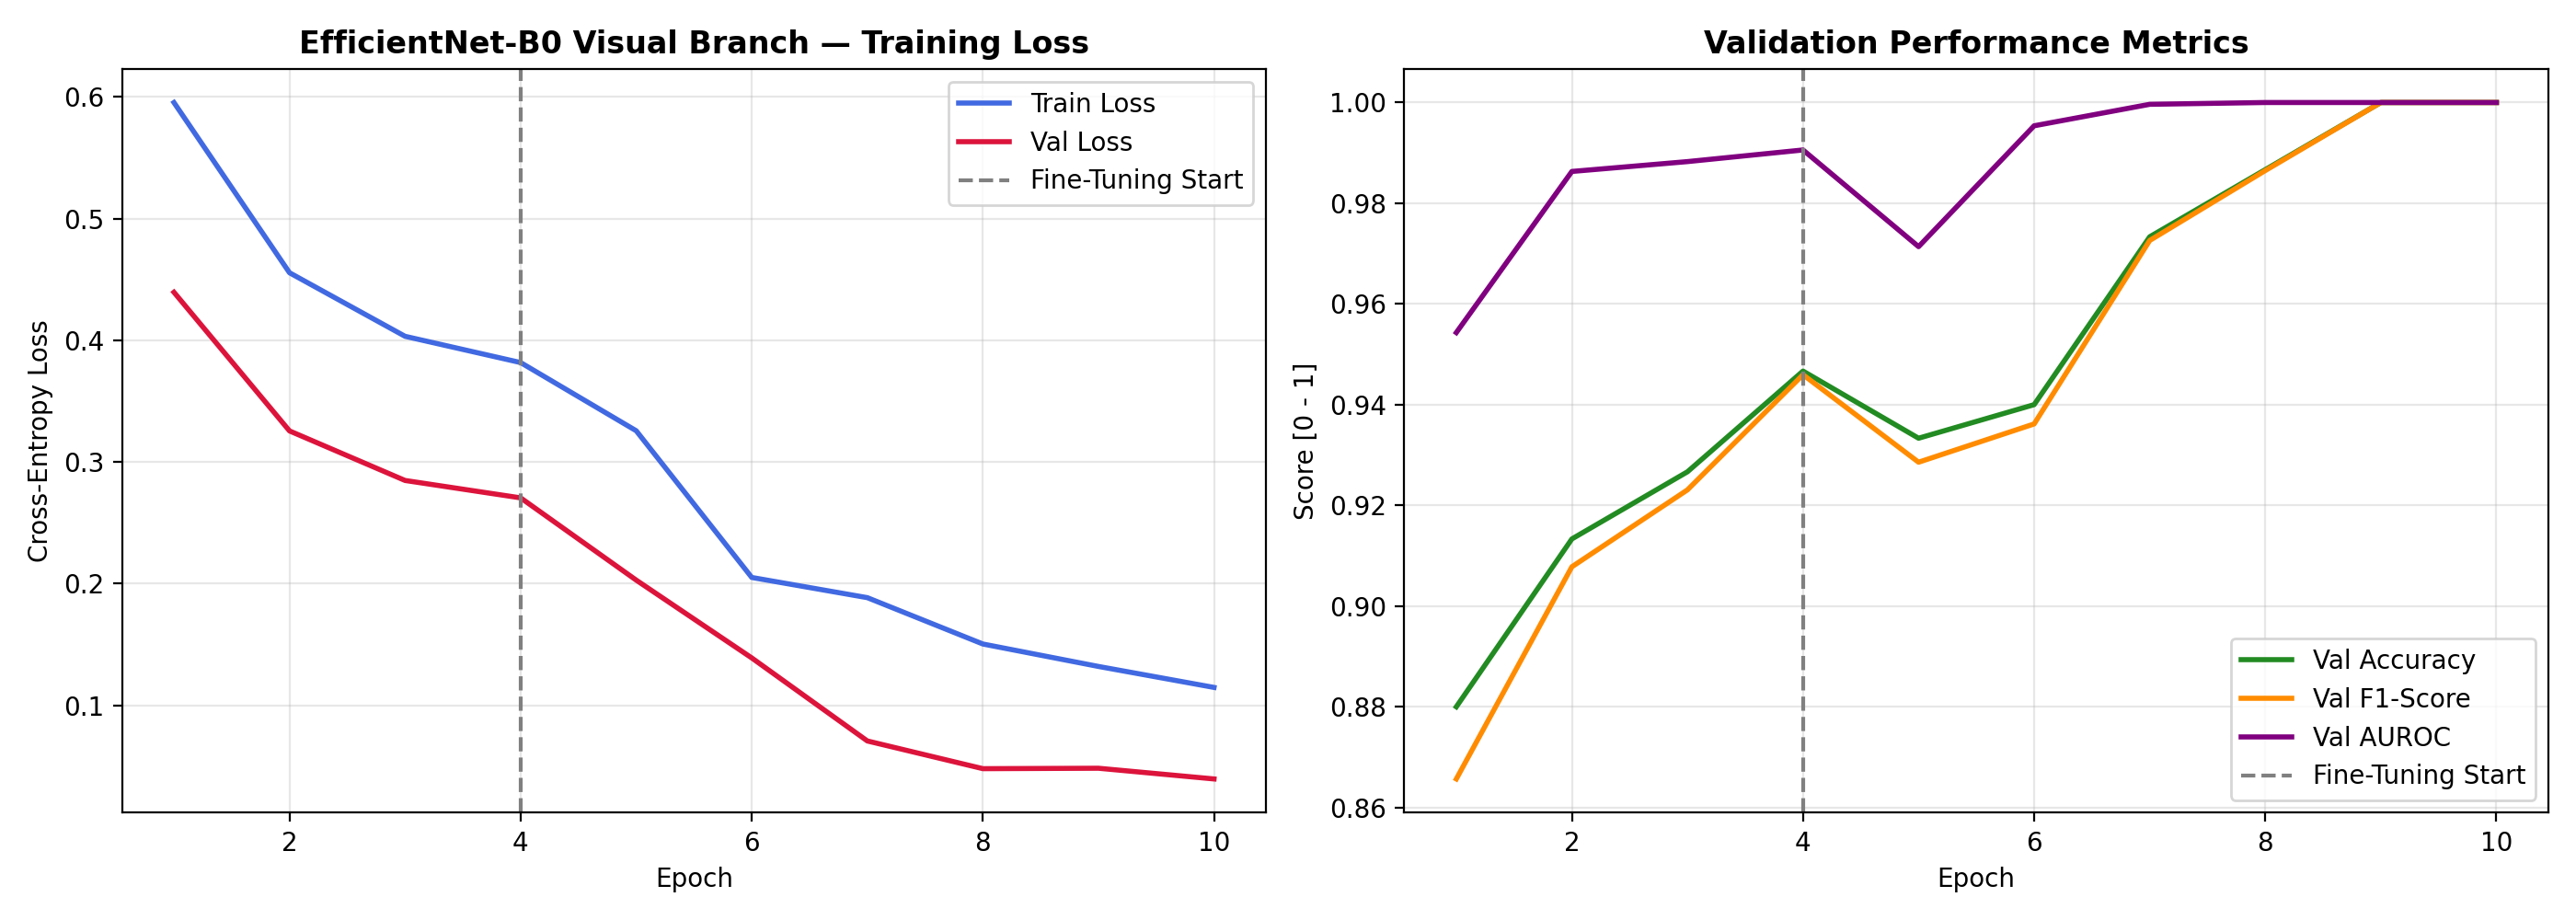 EfficientNet-B0 Visual Branch — Training Loss
Cross-Entropy Loss
0.6
0.5
0.4
0.3
0.2
0.1
Train Loss
Val Loss
Fine-Tuning Start
2
4
6
8
10
Epoch
Validation Performance Metrics
Score [0 - 1]
1.00
0.98
0.96
0.94
0.92
0.90
0.88
0.86
Val Accuracy
Val F1-Score
Val AUROC
Fine-Tuning Start
2
4
6
8
10
Epoch